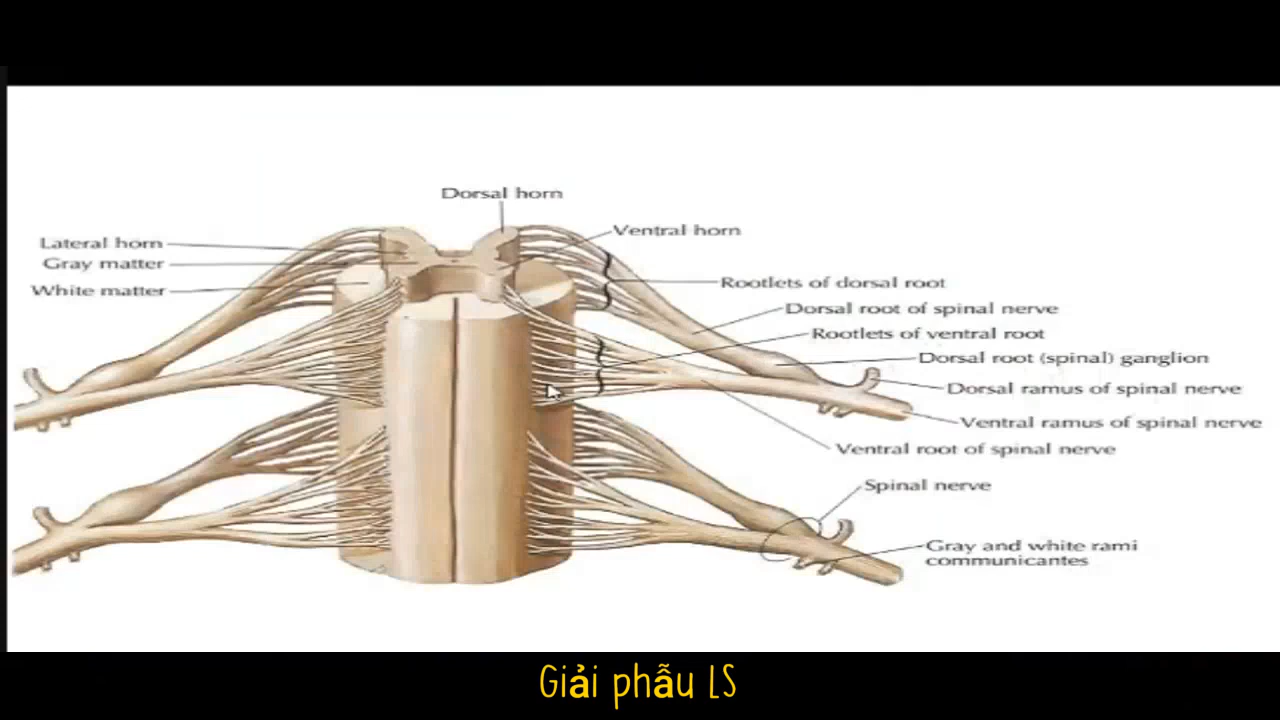 Dorsal horn
Ventral horn
Lateral horn
Gray matter
White matter
Rootlets of dorsal root
Dorsal root of spinal nerve
Rootlets of ventral root
Dorsal root (spinal) ganglion
Dorsal ramus of spinal nerve
Ventral ramus of spinal nerve
Ventral root of spinal nerve
Spinal nerve
Gray and white rami
communicantes
Giải phẫu LS